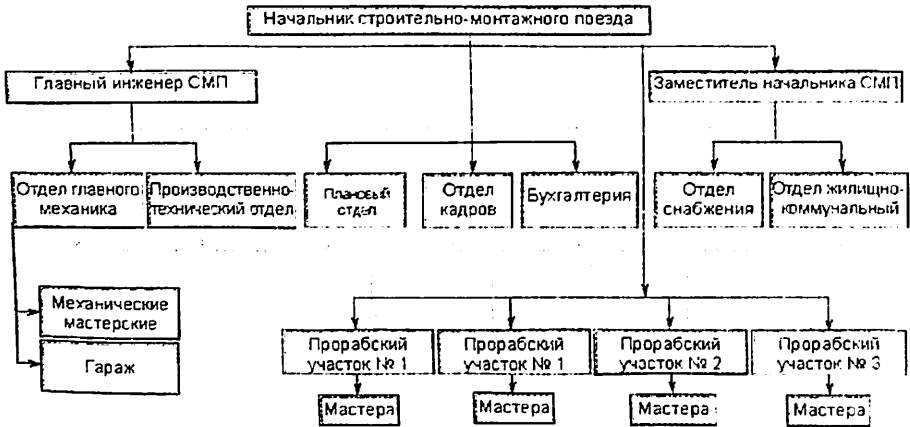 Начальник строительно-монтажного поезда
Главный инженер СМП
Заместитель начальника СМП
Отдел главного
механика
Производственно-
технический отдел
Плановый
отдел
Отдел
кадров
Бухгалтерия
Отдел
снабжения
Отдел жилищно-
коммунальный
Механические
мастерские
Гараж
Прорабский
участок № 1
Прорабский
участок № 1
Прорабский
участок № 2
Прорабский
участок № 3
Мастера
Мастера
Мастера
Мастера